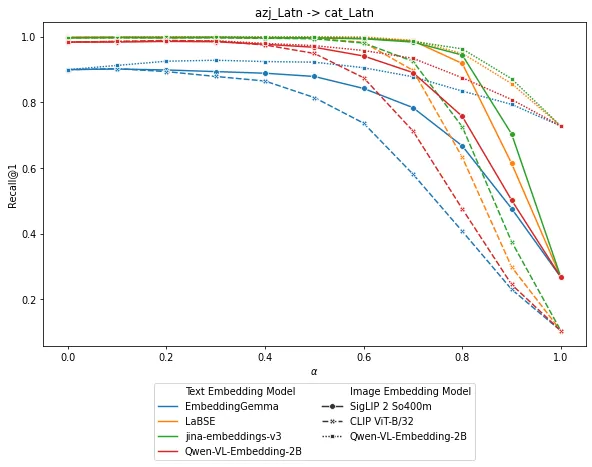 azj_Latn -> cat_Latn
Recall@1
1.0
0.8
0.6
0.4
0.2
0.0 0.2 0.4 0.6 0.8 1.0
α
Text Embedding Model
EmbeddingGemma
LaBSE
jina-embeddings-v3
Qwen-VL-Embedding-2B
Image Embedding Model
SigLIP 2 So400m
CLIP ViT-B/32
Qwen-VL-Embedding-2B